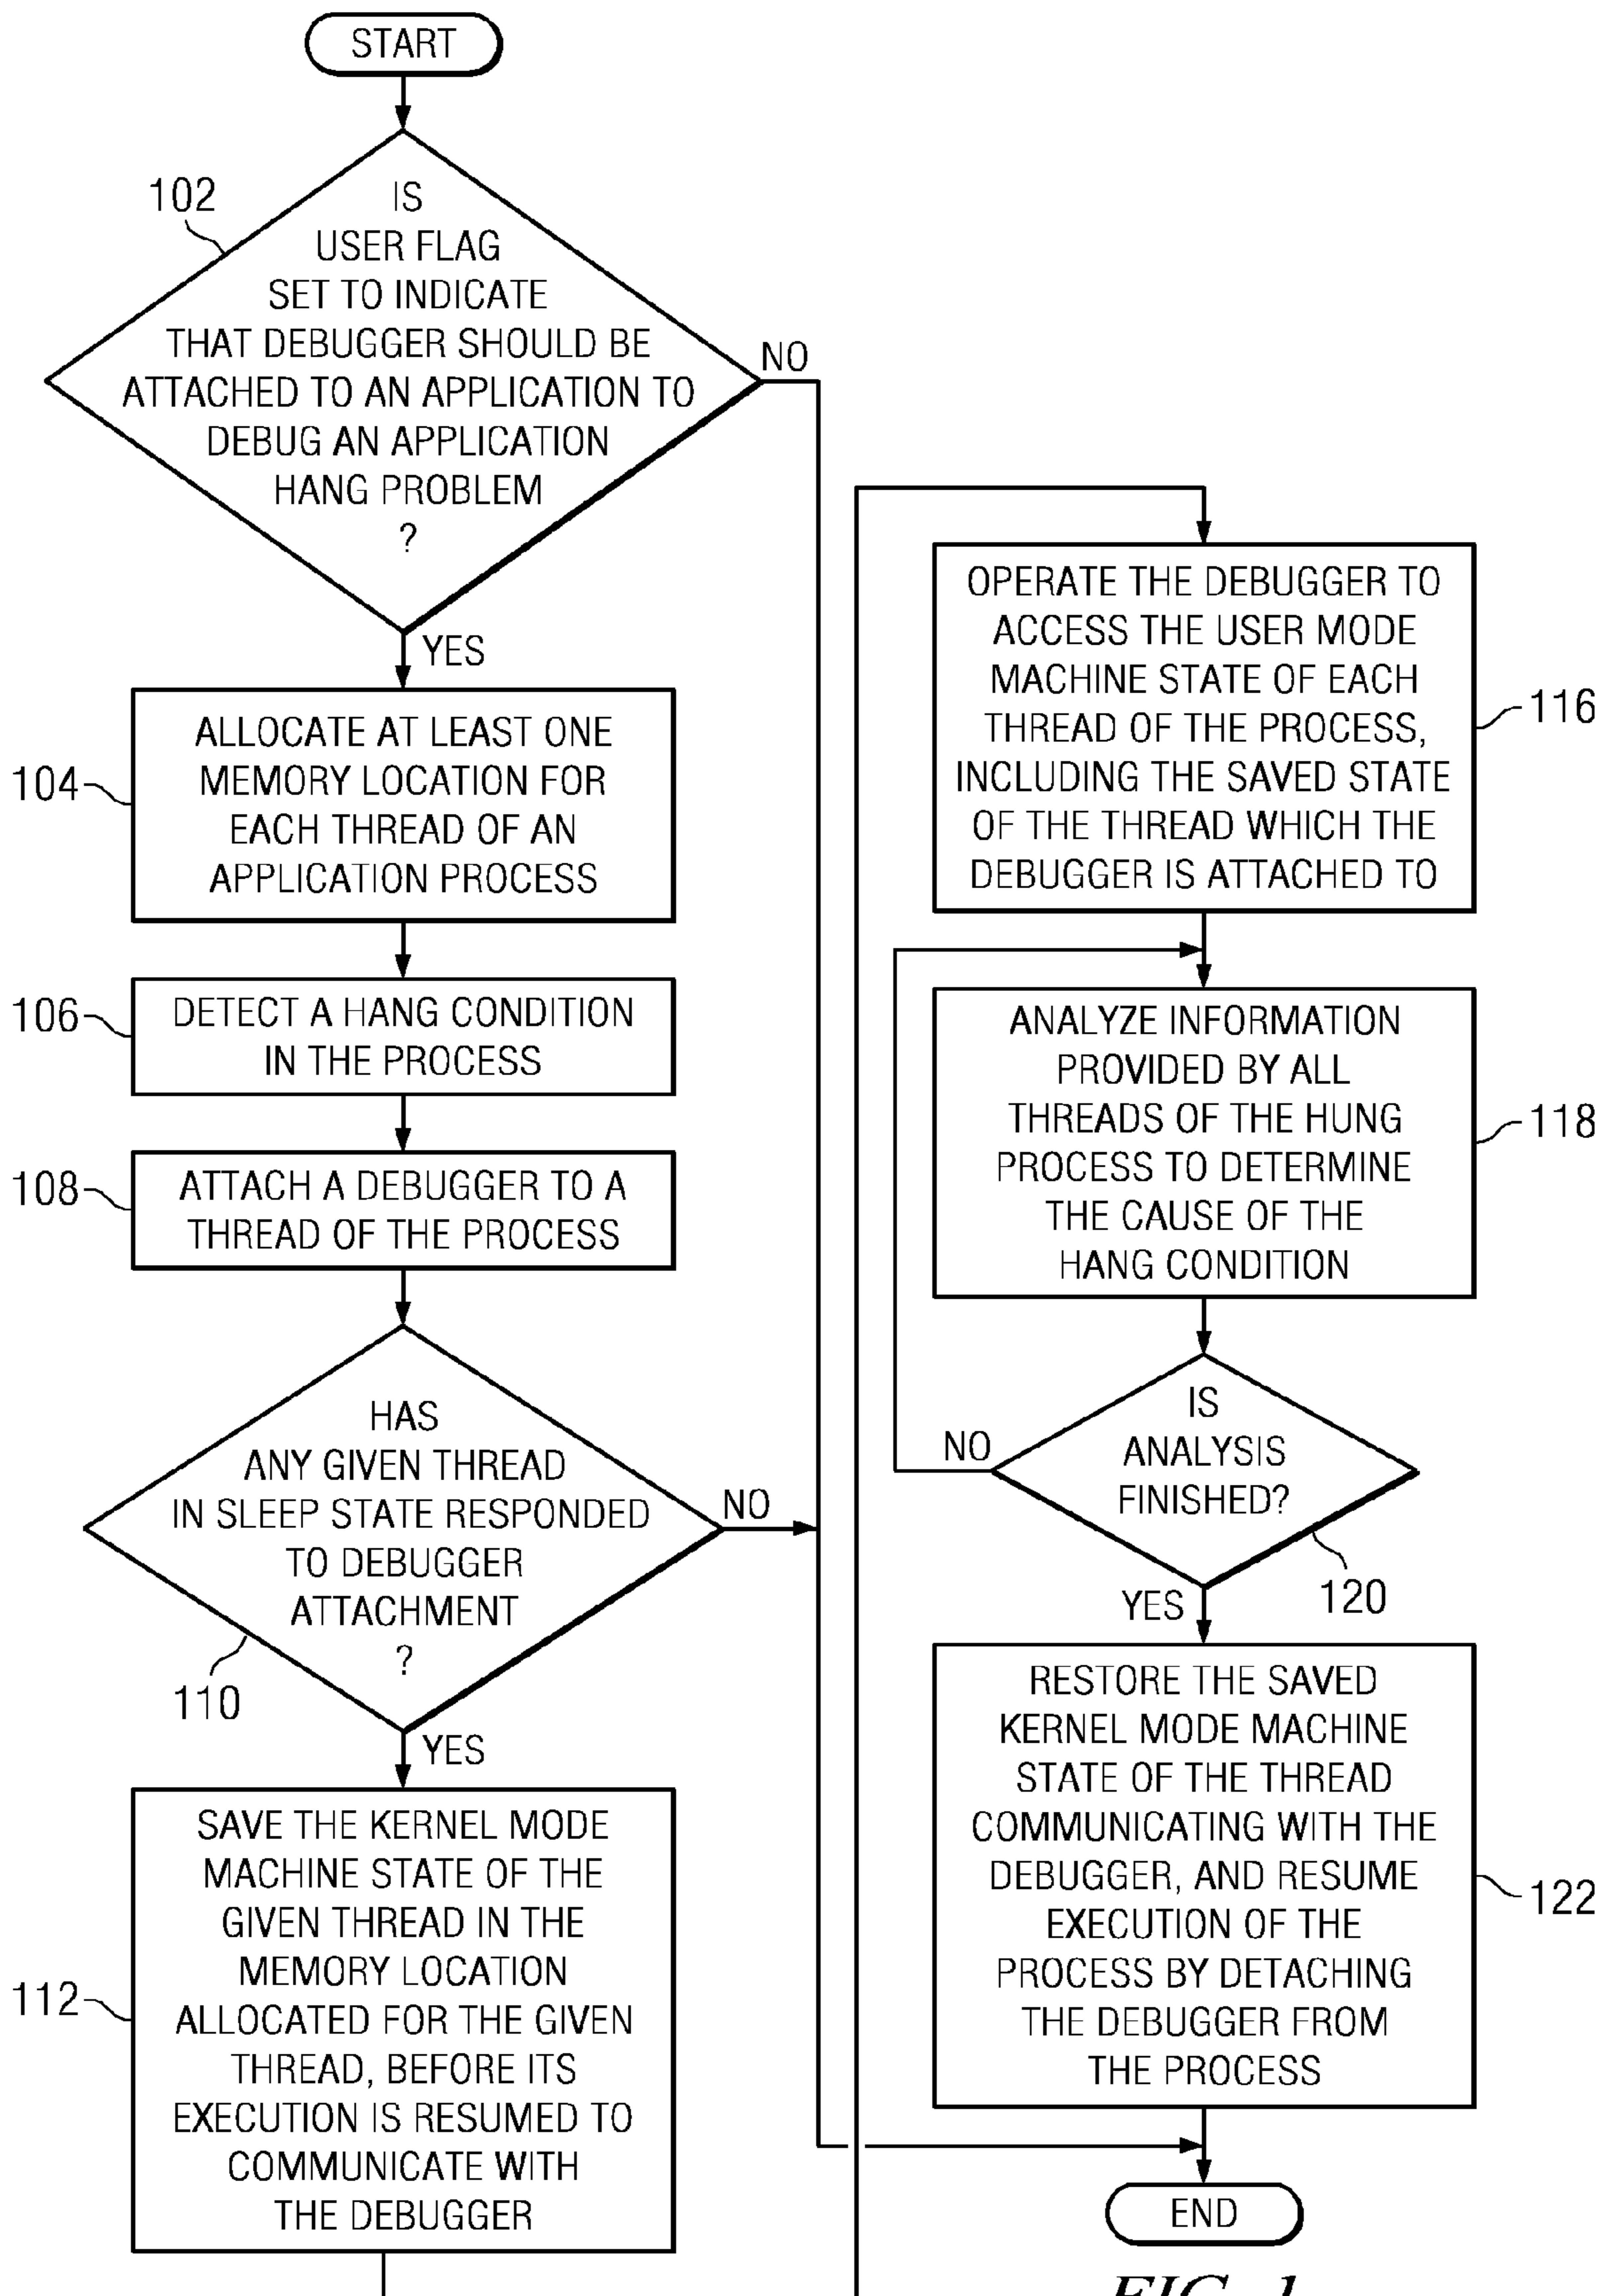 START
102
IS
USER FLAG
SET TO INDICATE
THAT DEBUGGER SHOULD BE
ATTACHED TO AN APPLICATION TO
DEBUG AN APPLICATION
HANG PROBLEM
?
NO
YES
104
ALLOCATE AT LEAST ONE
MEMORY LOCATION FOR
EACH THREAD OF AN
APPLICATION PROCESS
106
DETECT A HANG CONDITION
IN THE PROCESS
108
ATTACH A DEBUGGER TO A
THREAD OF THE PROCESS
HAS
ANY GIVEN THREAD
IN SLEEP STATE RESPONDED
TO DEBUGGER
ATTACHMENT
?
NO
110
YES
112
SAVE THE KERNEL MODE
MACHINE STATE OF THE
GIVEN THREAD IN THE
MEMORY LOCATION
ALLOCATED FOR THE GIVEN
THREAD, BEFORE ITS
EXECUTION IS RESUMED TO
COMMUNICATE WITH
THE DEBUGGER
OPERATE THE DEBUGGER TO
ACCESS THE USER MODE
MACHINE STATE OF EACH
THREAD OF THE PROCESS,
INCLUDING THE SAVED STATE
OF THE THREAD WHICH THE
DEBUGGER IS ATTACHED TO
116
ANALYZE INFORMATION
PROVIDED BY ALL
THREADS OF THE HUNG
PROCESS TO DETERMINE
THE CAUSE OF THE
HANG CONDITION
118
IS
ANALYSIS
FINISHED?
NO
120
YES
RESTORE THE SAVED
KERNEL MODE MACHINE
STATE OF THE THREAD
COMMUNICATING WITH THE
DEBUGGER, AND RESUME
EXECUTION OF THE
PROCESS BY DETACHING
THE DEBUGGER FROM
THE PROCESS
122
END
FIG. 1